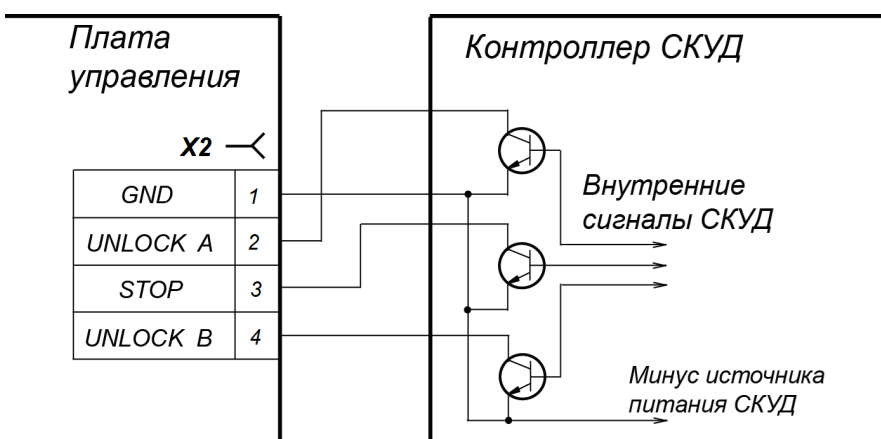 Плата
управления
Контроллер СКУД
X2
GND 1
UNLOCK A 2
STOP 3
UNLOCK B 4
Внутренние
сигналы СКУД
Минус источника
питания СКУД